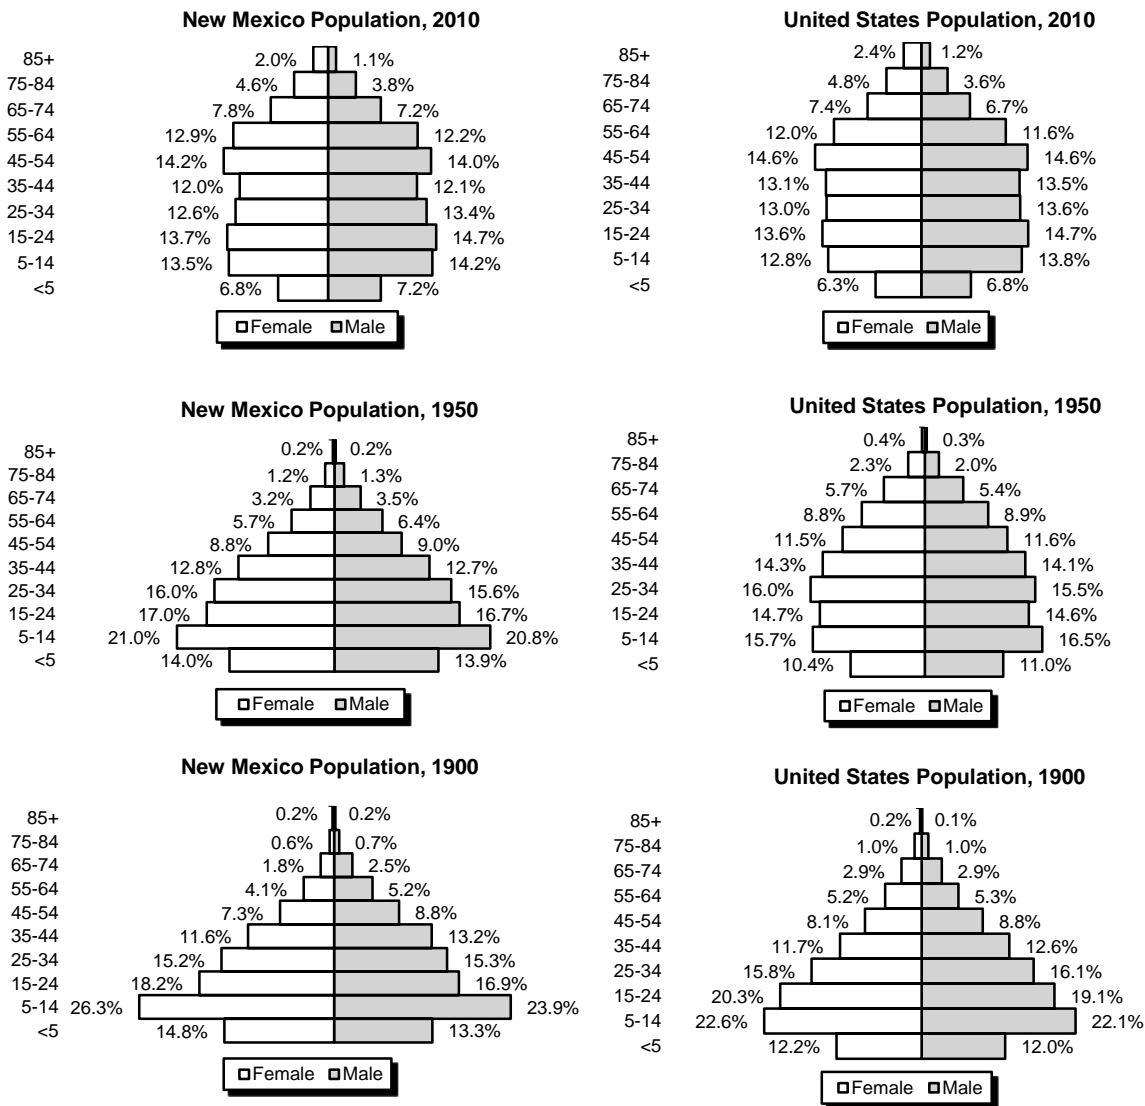 New Mexico Population, 2010
85+ 2.0% 1.1%
75-84 4.6% 3.8%
65-74 7.8% 7.2%
55-64 12.9% 12.2%
45-54 14.2% 14.0%
35-44 12.0% 12.1%
25-34 12.6% 13.4%
15-24 13.7% 14.7%
5-14 13.5% 14.2%
<5 6.8% 7.2%
Female Male
United States Population, 2010
85+ 2.4% 1.2%
75-84 4.8% 3.6%
65-74 7.4% 6.7%
55-64 12.0% 11.6%
45-54 14.6% 14.6%
35-44 13.1% 13.5%
25-34 13.0% 13.6%
15-24 13.6% 14.7%
5-14 12.8% 13.8%
<5 6.3% 6.8%
Female Male
New Mexico Population, 1950
85+ 0.2% 0.2%
75-84 1.2% 1.3%
65-74 3.2% 3.5%
55-64 5.7% 6.4%
45-54 8.8% 9.0%
35-44 12.8% 12.7%
25-34 16.0% 15.6%
15-24 17.0% 16.7%
5-14 21.0% 20.8%
<5 14.0% 13.9%
Female Male
United States Population, 1950
85+ 0.4% 0.3%
75-84 2.3% 2.0%
65-74 5.7% 5.4%
55-64 8.8% 8.9%
45-54 11.5% 11.6%
35-44 14.3% 14.1%
25-34 16.0% 15.5%
15-24 14.7% 14.6%
5-14 15.7% 16.5%
<5 10.4% 11.0%
Female Male
New Mexico Population, 1900
85+ 0.2% 0.2%
75-84 0.6% 0.7%
65-74 1.8% 2.5%
55-64 4.1% 5.2%
45-54 7.3% 8.8%
35-44 11.6% 13.2%
25-34 15.2% 15.3%
15-24 18.2% 16.9%
5-14 26.3% 23.9%
<5 14.8% 13.3%
Female Male
United States Population, 1900
85+ 0.2% 0.1%
75-84 1.0% 1.0%
65-74 2.9% 2.9%
55-64 5.2% 5.3%
45-54 8.1% 8.8%
35-44 11.7% 12.6%
25-34 15.8% 16.1%
15-24 20.3% 19.1%
5-14 22.6% 22.1%
<5 12.2% 12.0%
Female Male